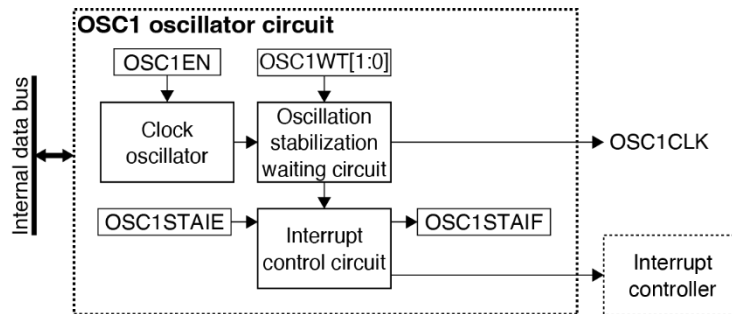 OSC1 oscillator circuit
OSC1EN
OSC1WT[1:0]
Internal data bus
Clock
oscillator
Oscillation
stabilization
waiting circuit
OSC1CLK
OSC1STAIE
Interrupt
control circuit
OSC1STAIF
Interrupt
controller